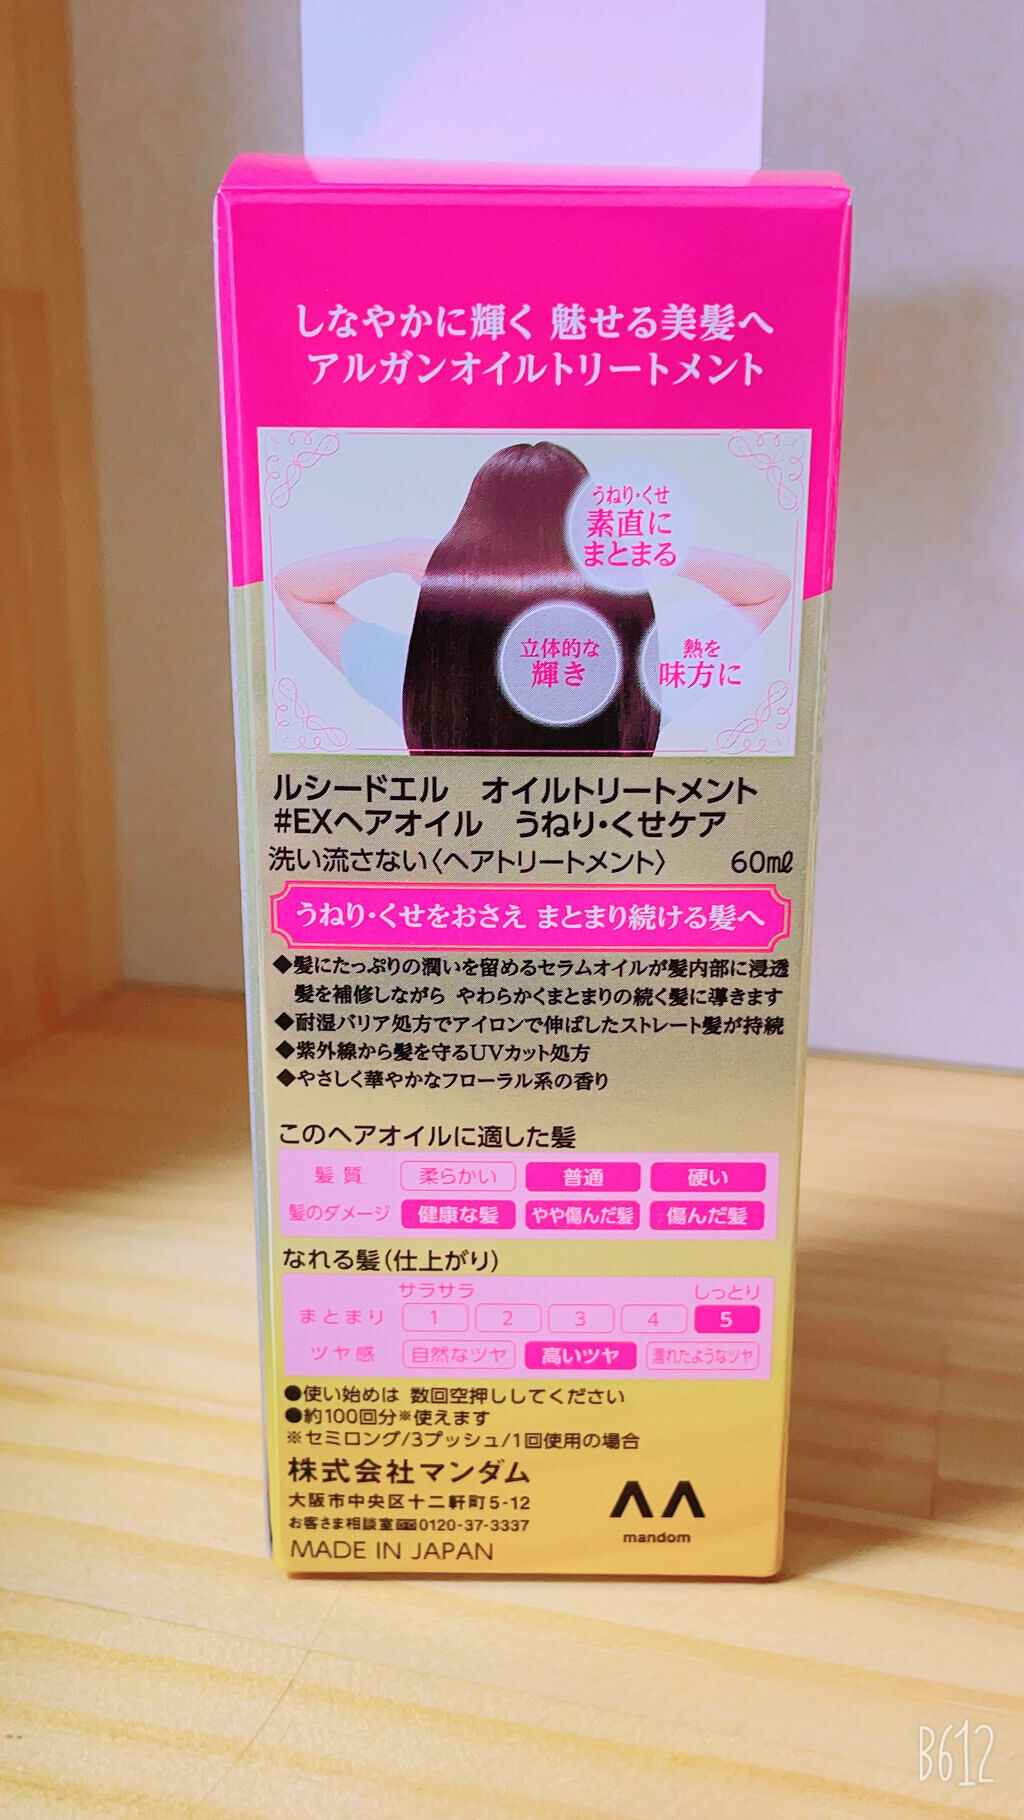 しなやかに輝く 魅せる美髪へ
アルガンオイルトリートメント
うねり・くせ
素直に
まとまる
立体的な
輝き
熱を
味方に
ルシードエル　オイルトリートメント
#EXヘアオイル　うねり・くせケア
洗い流さない〈ヘアトリートメント〉　60㎖
うねり・くせをおさえ まとまり続ける髪へ
◆髪にたっぷりの潤いを留めるセラムオイルが髪内部に浸透
髪を補修しながら やわらかくまとまりの続く髪に導きます
◆耐湿バリア処方でアイロンで伸ばしたストレート髪が持続
◆紫外線から髪を守るUVカット処方
◆やさしく華やかなフローラル系の香り
このヘアオイルに適した髪
髪質 柔らかい 普通 硬い
髪のダメージ 健康な髪 やや傷んだ髪 傷んだ髪
なれる髪(仕上がり)
サラサラ しっとり
まとまり 1 2 3 4 5
ツヤ感 自然なツヤ 高いツヤ 濡れたようなツヤ
●使い始めは 数回空押ししてください
●約100回分※使えます
※セミロング/3プッシュ/1回使用の場合
株式会社マンダム
大阪市中央区十二軒町5-12
お客さま相談室 0120-37-3337
MADE IN JAPAN
mandom
B612